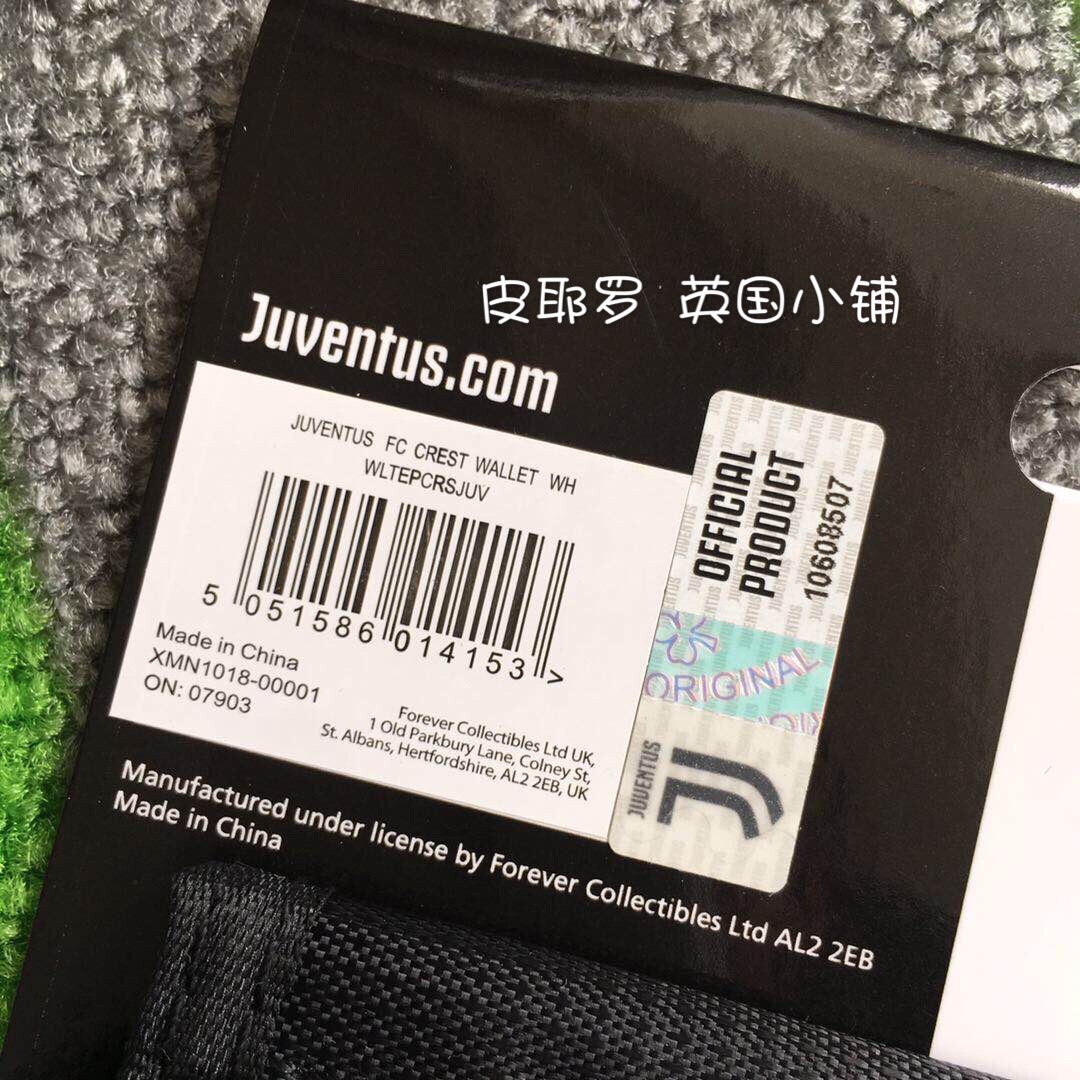 皮耶罗 英国小铺
Juventus.com
JUVENTUS FC CREST WALLET WH
WLTEPCRSJUV
5 051586 014153 >
Made in China
XMN1018-00001
ON: 07903
Forever Collectibles Ltd UK,
1 Old Parkbury Lane, Colney St,
St. Albans, Hertfordshire, AL2 2EB, UK
OFFICIAL
PRODUCT
10608507
ORIGINAL
JUVENTUS
Manufactured under license by Forever Collectibles Ltd AL2 2EB
Made in China